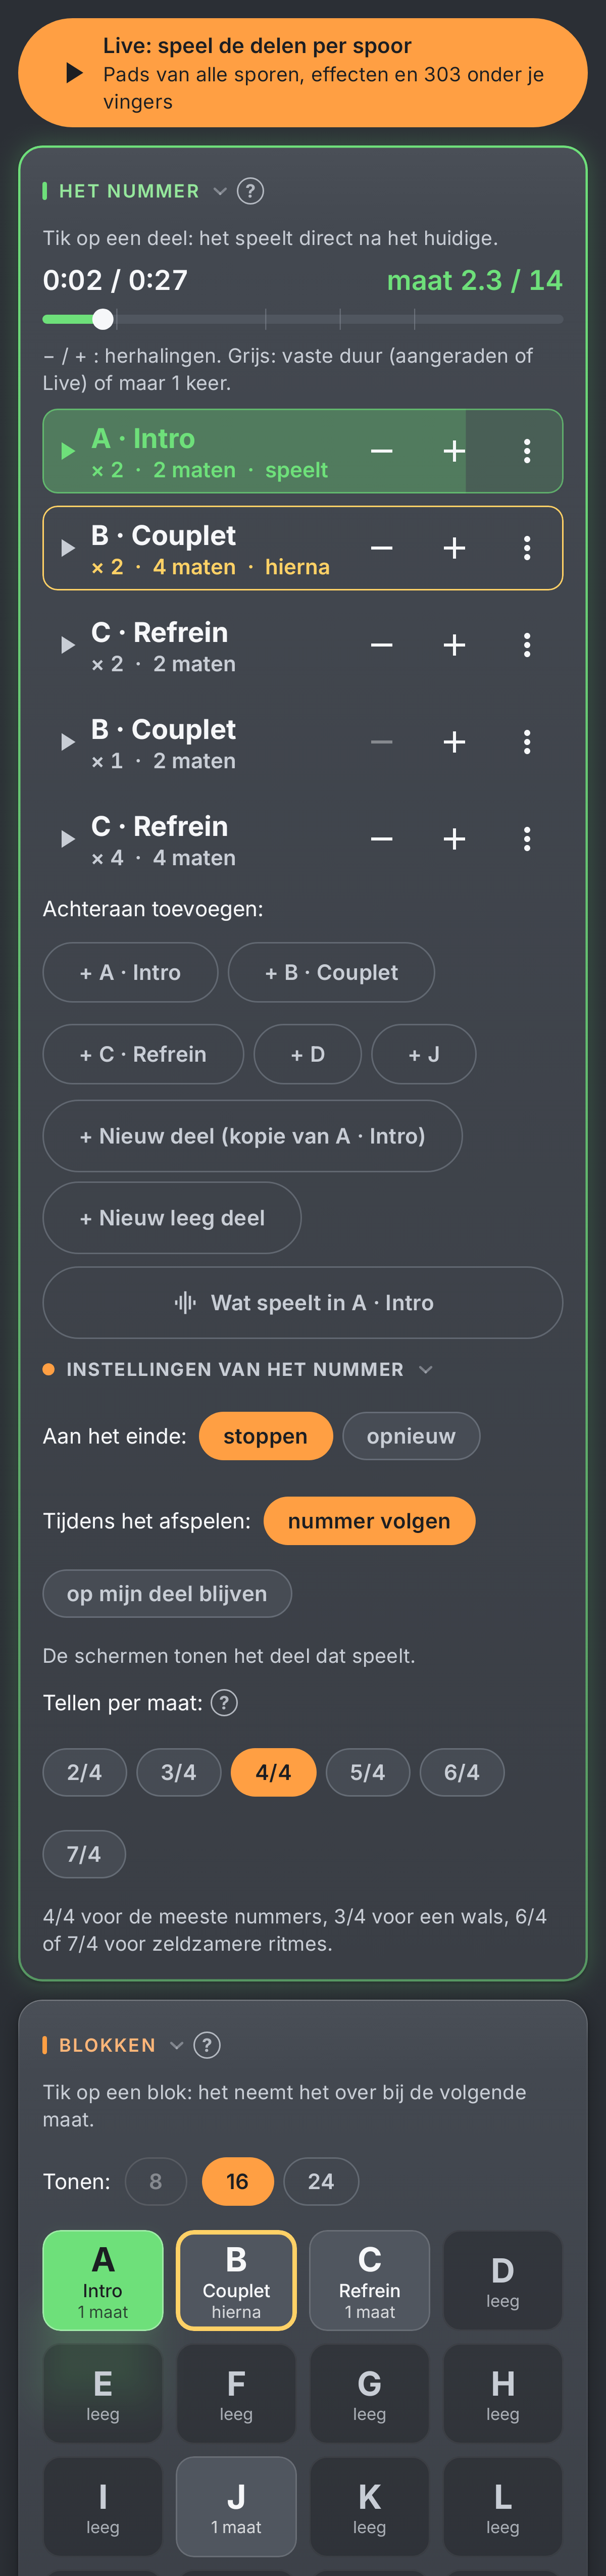 Live: speel de delen per spoor
Pads van alle sporen, effecten en 303 onder je
vingers
HET NUMMER ?
Tik op een deel: het speelt direct na het huidige.
0:02 / 0:27 maat 2.3 / 14
− / + : herhalingen. Grijs: vaste duur (aangeraden of
Live) of maar 1 keer.
A · Intro
× 2 · 2 maten · speelt
B · Couplet
× 2 · 4 maten · hierna
C · Refrein
× 2 · 2 maten
B · Couplet
× 1 · 2 maten
C · Refrein
× 4 · 4 maten
Achteraan toevoegen:
+ A · Intro + B · Couplet
+ C · Refrein + D + J
+ Nieuw deel (kopie van A · Intro)
+ Nieuw leeg deel
Wat speelt in A · Intro
INSTELLINGEN VAN HET NUMMER
Aan het einde: stoppen opnieuw
Tijdens het afspelen: nummer volgen
op mijn deel blijven
De schermen tonen het deel dat speelt.
Tellen per maat: ?
2/4 3/4 4/4 5/4 6/4
7/4
4/4 voor de meeste nummers, 3/4 voor een wals, 6/4
of 7/4 voor zeldzamere ritmes.
BLOKKEN ?
Tik op een blok: het neemt het over bij de volgende
maat.
Tonen: 8 16 24
A B C D
Intro Couplet Refrein leeg
1 maat hierna 1 maat
E F G H
leeg leeg leeg leeg
I J K L
leeg 1 maat leeg leeg